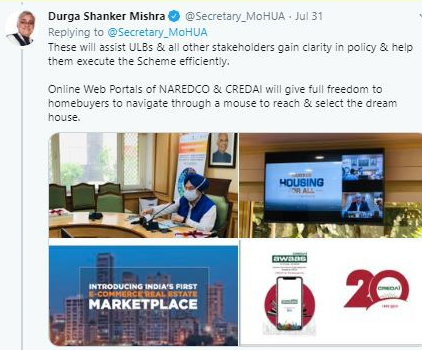 Durga Shanker Mishra @Secretary_MoHUA · Jul 31
Replying to @Secretary_MoHUA
These will assist ULBs & all other stakeholders gain clarity in policy & help
them execute the Scheme efficiently.
Online Web Portals of NAREDCO & CREDAI will give full freedom to
homebuyers to navigate through a mouse to reach & select the dream
house.
HOUSING
FOR ALL
INTRODUCING INDIA'S FIRST
E-COMMERCE REAL ESTATE
MARKETPLACE
awaas
20
CREDAI